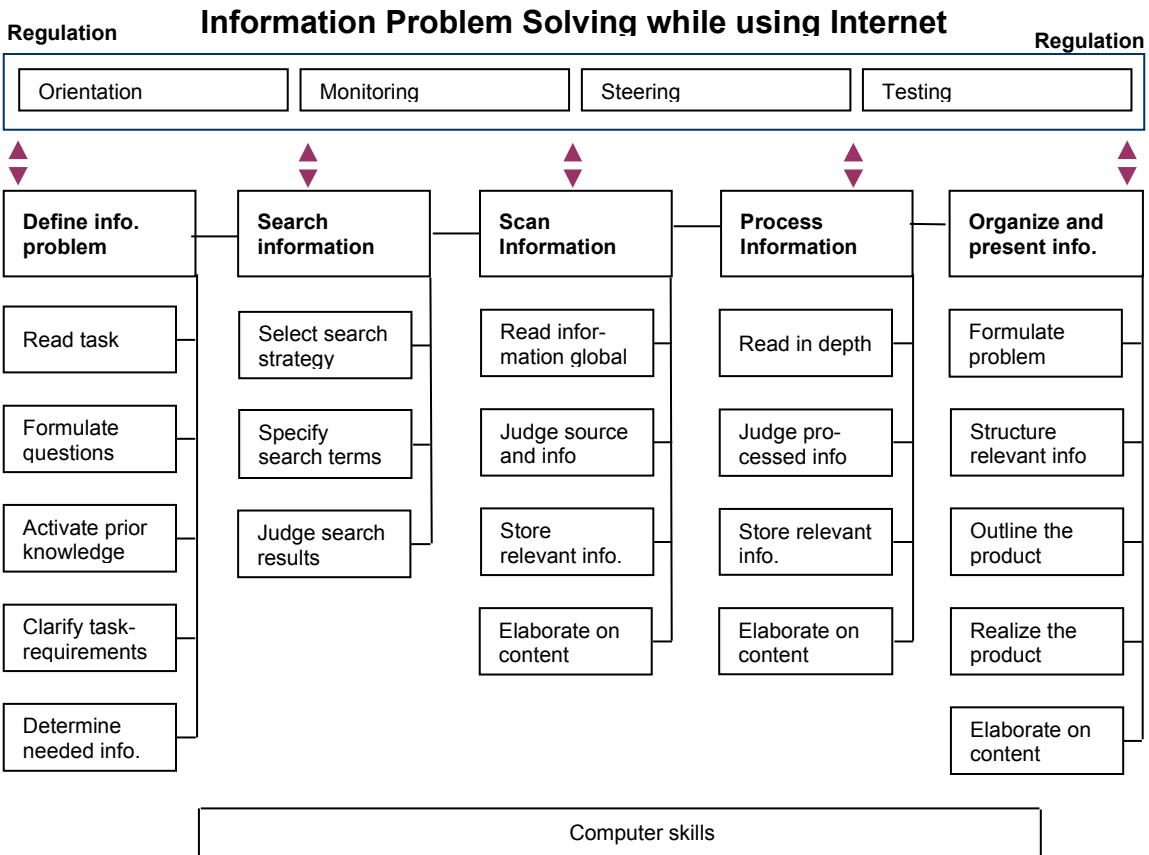 Information Problem Solving while using Internet
Regulation
Regulation
Orientation
Monitoring
Steering
Testing
Define info.
problem
Search
information
Scan
Information
Process
Information
Organize and
present info.
Read task
Formulate
questions
Activate prior
knowledge
Clarify task-
requirements
Determine
needed info.
Select search
strategy
Specify
search terms
Judge search
results
Read infor-
mation global
Judge source
and info
Store
relevant info.
Elaborate on
content
Read in depth
Judge pro-
cessed info
Store relevant
info.
Elaborate on
content
Formulate
problem
Structure
relevant info
Outline the
product
Realize the
product
Elaborate on
content
Computer skills